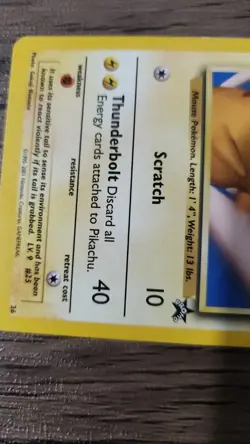 Mouse Pokémon. Length: 1' 4", Weight: 13 lbs.
Scratch
10
Thunderbolt Discard all
Energy cards attached to Pikachu.
40
weakness
resistance
retreat cost
It uses its sensitive tail to sense its environment and has been
known to react violently if its tail is grabbed. LV. 9 #25
26